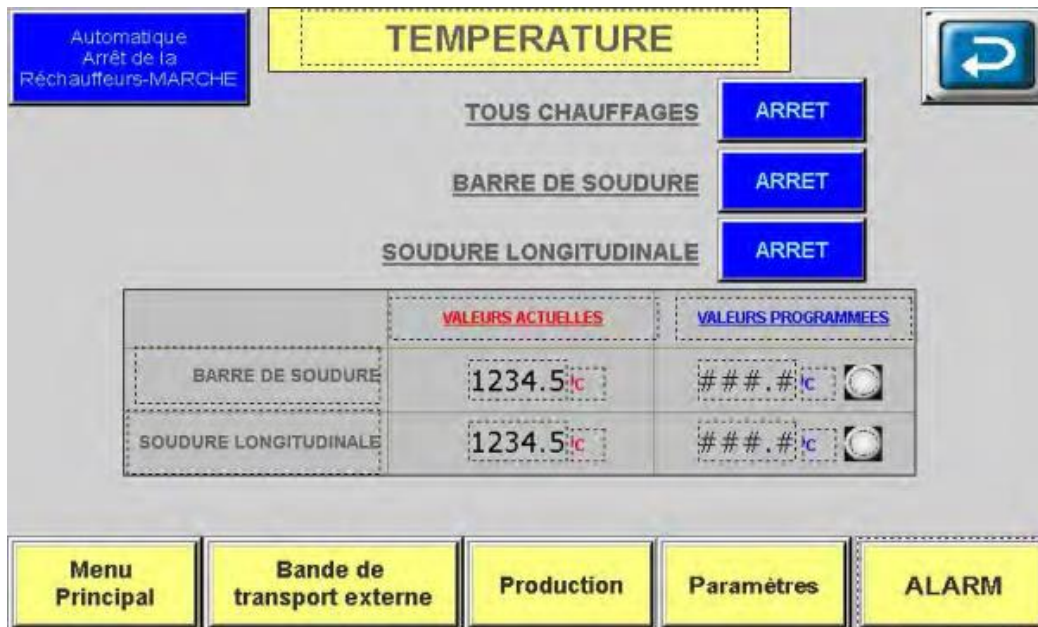 Automatique
Arrêt de la
Réchauffeurs-MARCHE
TEMPERATURE
TOUS CHAUFFAGES ARRET
BARRE DE SOUDURE ARRET
SOUDURE LONGITUDINALE ARRET
VALEURS ACTUELLES VALEURS PROGRAMMEES
BARRE DE SOUDURE 1234.5 °C ###.# °C
SOUDURE LONGITUDINALE 1234.5 °C ###.# °C
Menu
Principal
Bande de
transport externe
Production
Paramètres
ALARM